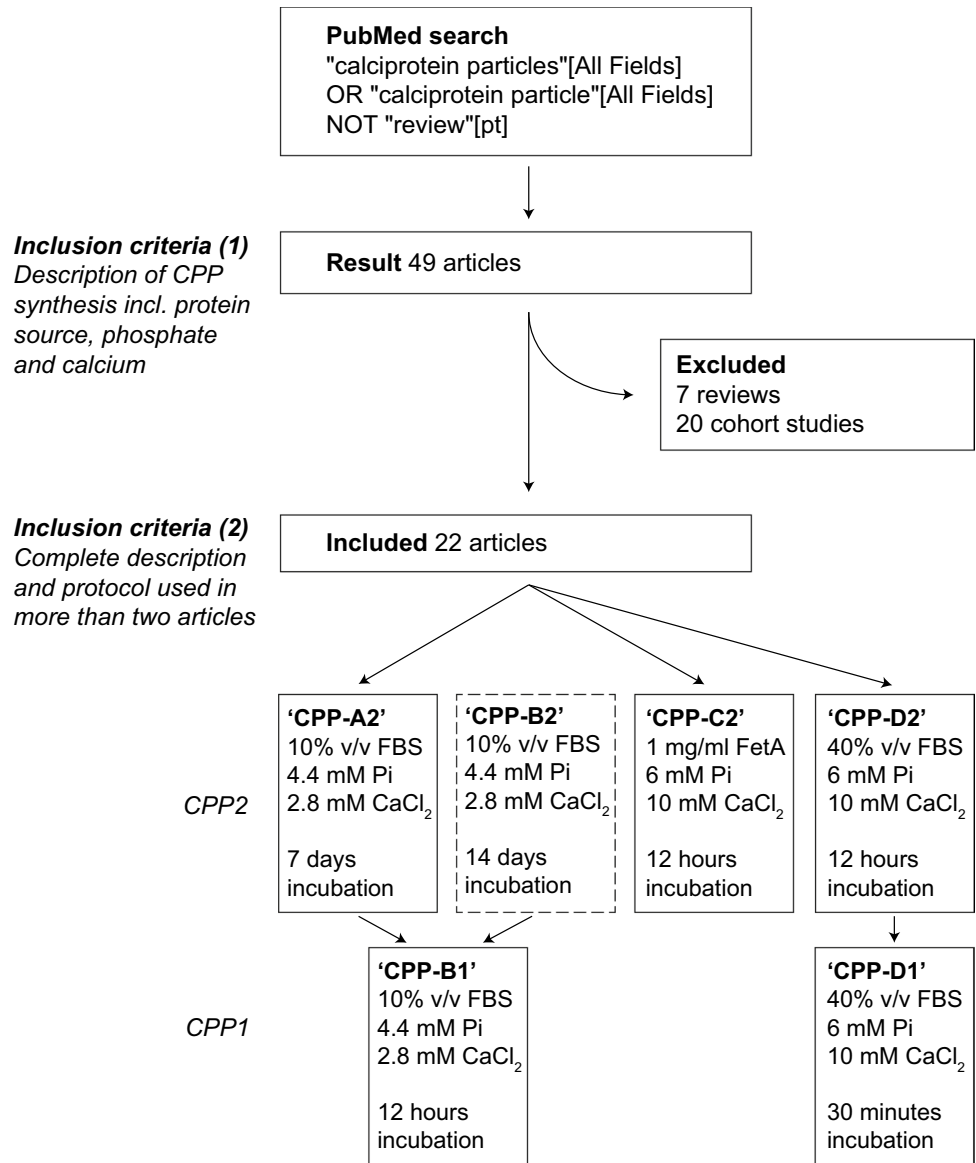 PubMed search
"calciprotein particles"[All Fields]
OR "calciprotein particle"[All Fields]
NOT "review"[pt]
Inclusion criteria (1)
Description of CPP
synthesis incl. protein
source, phosphate
and calcium
Result 49 articles
Excluded
7 reviews
20 cohort studies
Inclusion criteria (2)
Complete description
and protocol used in
more than two articles
Included 22 articles
CPP2
‘CPP-A2’
10% v/v FBS
4.4 mM Pi
2.8 mM CaCl₂
7 days
incubation
‘CPP-B2’
10% v/v FBS
4.4 mM Pi
2.8 mM CaCl₂
14 days
incubation
‘CPP-C2’
1 mg/ml FetA
6 mM Pi
10 mM CaCl₂
12 hours
incubation
‘CPP-D2’
40% v/v FBS
6 mM Pi
10 mM CaCl₂
12 hours
incubation
CPP1
‘CPP-B1’
10% v/v FBS
4.4 mM Pi
2.8 mM CaCl₂
12 hours
incubation
‘CPP-D1’
40% v/v FBS
6 mM Pi
10 mM CaCl₂
30 minutes
incubation